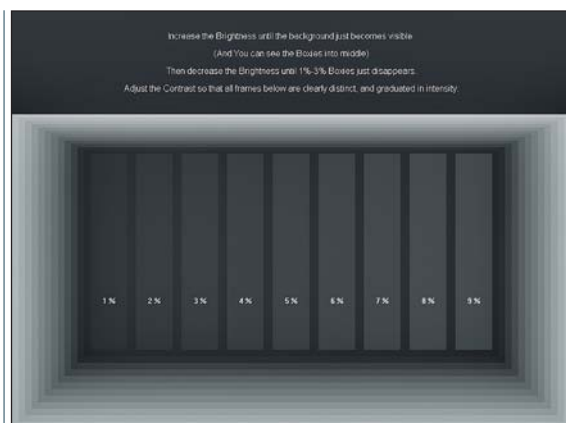 Increase the Brightness until the background just becomes visible
(And You can see the Boxies into middle)
Then decrease the Brightness until 1%-3% Boxies just disappears.
Adjust the Contrast so that all frames below are clearly distinct, and graduated in intensity.
1 % 2 % 3 % 4 % 5 % 6 % 7 % 8 % 9 %